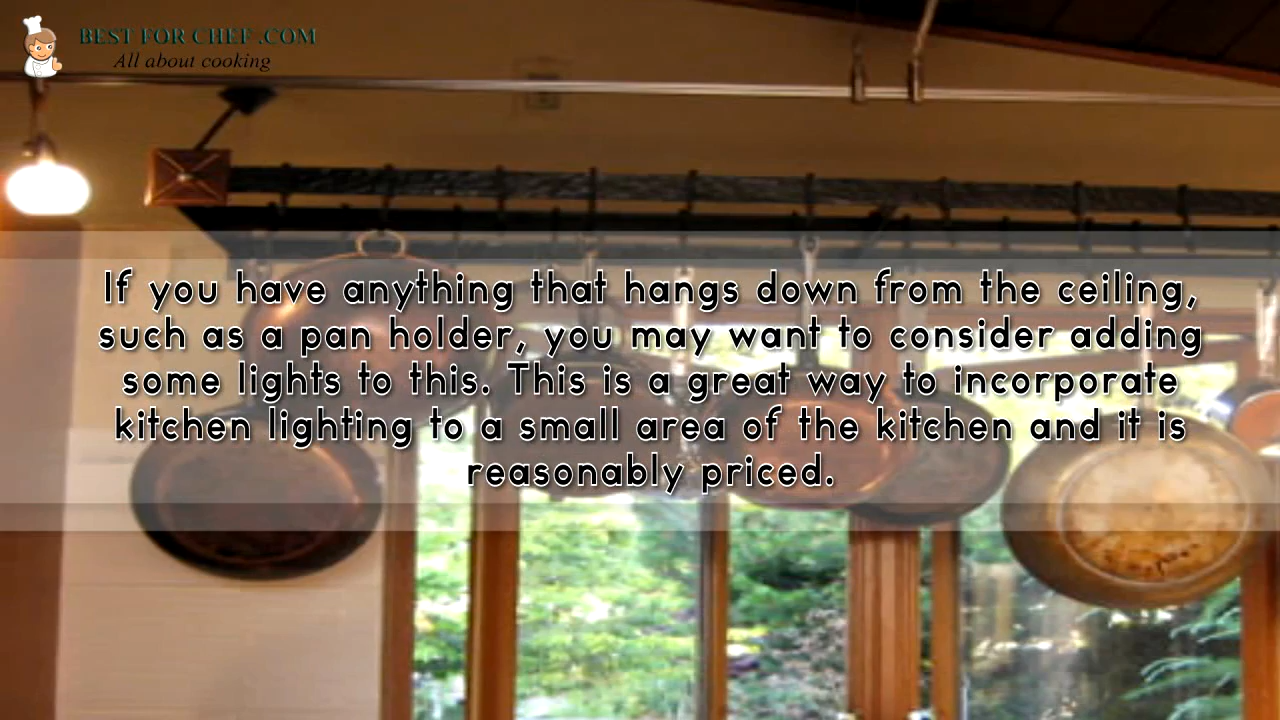 BEST FOR CHEF.COM
All about cooking
If you have anything that hangs down from the ceiling,
such as a pan holder, you may want to consider adding
some lights to this. This is a great way to incorporate
kitchen lighting to a small area of the kitchen and it is
reasonably priced.